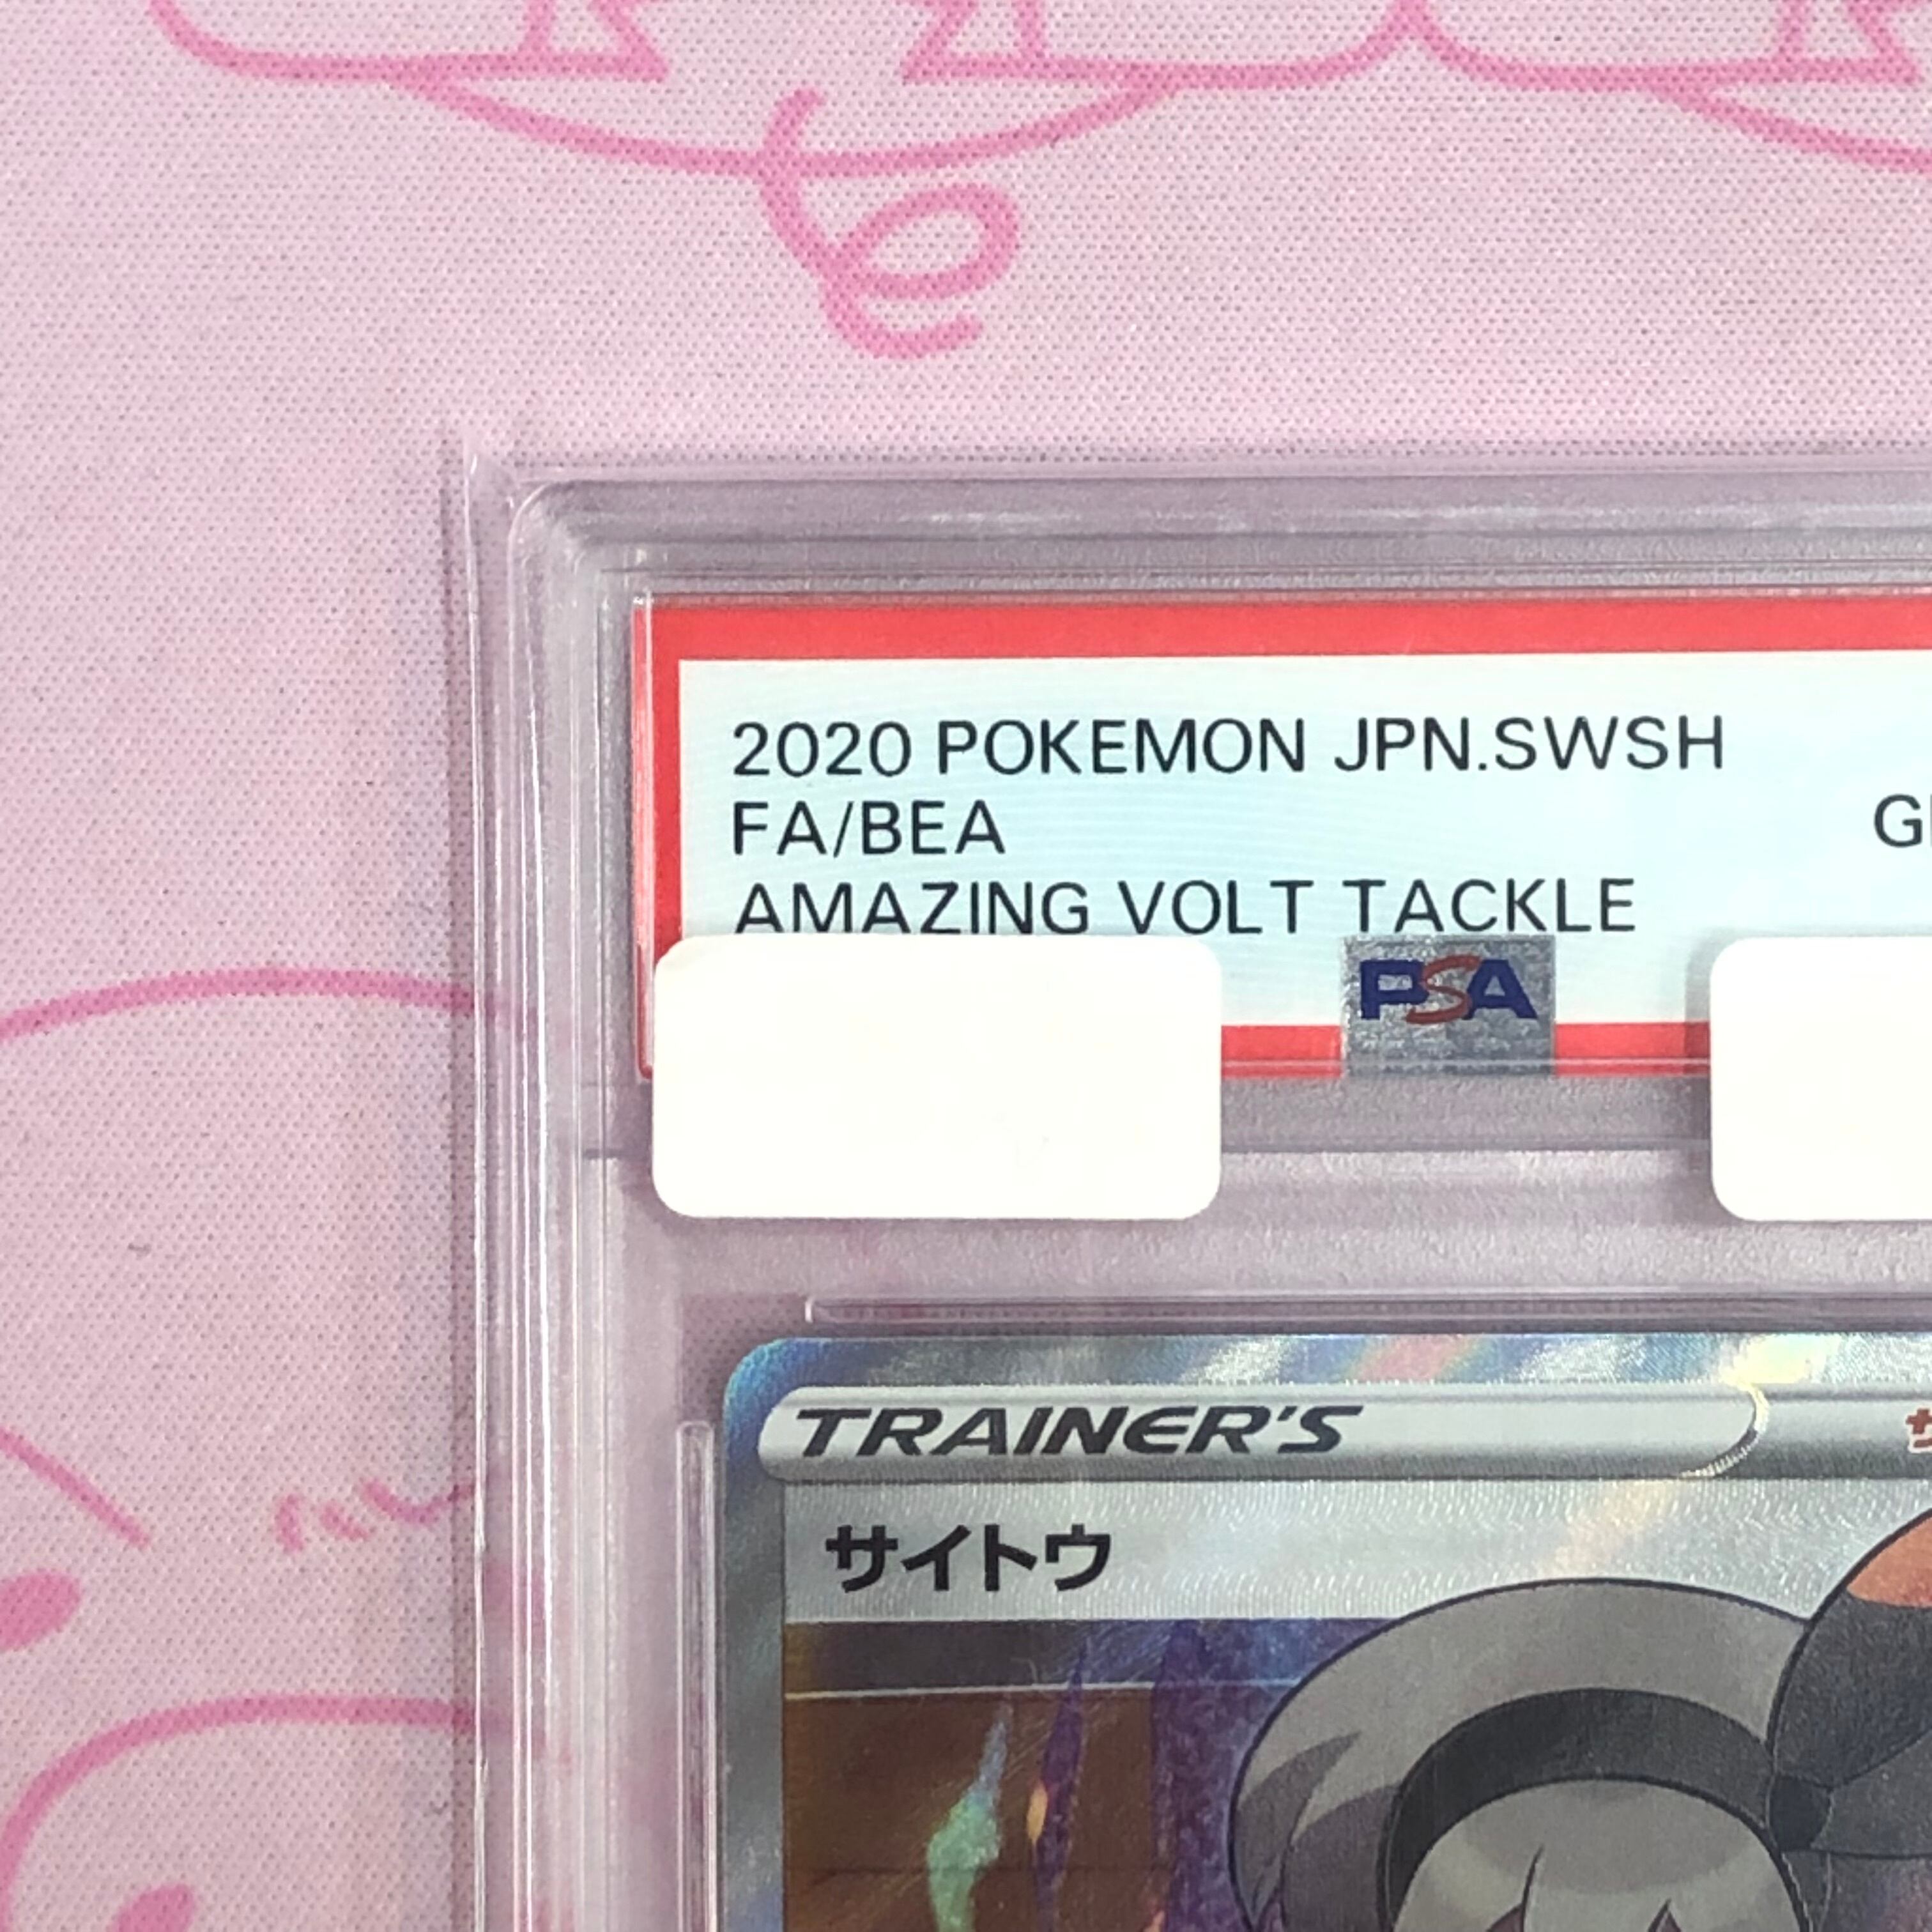 2020 POKEMON JPN.SWSH
FA/BEA
AMAZING VOLT TACKLE
PSA
TRAINER'S
サイトウ